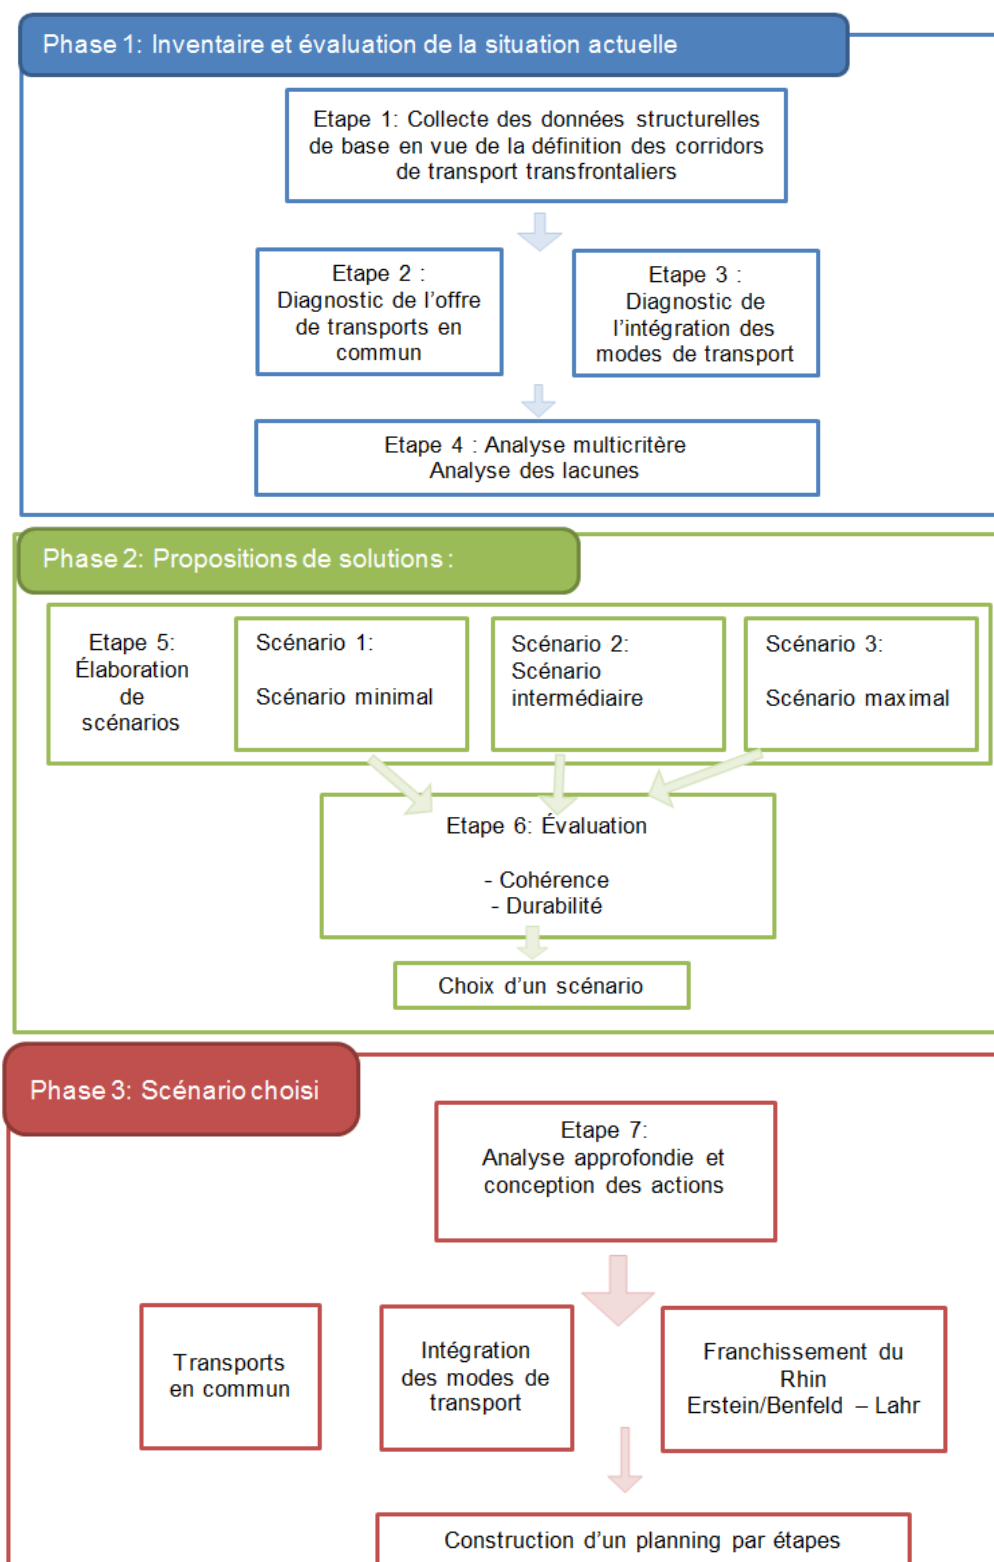 Phase 1: Inventaire et évaluation de la situation actuelle
Etape 1: Collecte des données structurelles
de base en vue de la définition des corridors
de transport transfrontaliers
Etape 2 :
Diagnostic de l'offre
de transports en
commun
Etape 3 :
Diagnostic de
l'intégration des
modes de transport
Etape 4 : Analyse multicritère
Analyse des lacunes
Phase 2: Propositions de solutions :
Etape 5:
Élaboration
de
scénarios
Scénario 1:
Scénario minimal
Scénario 2:
Scénario
intermédiaire
Scénario 3:
Scénario maximal
Etape 6: Évaluation
- Cohérence
- Durabilité
Choix d'un scénario
Phase 3: Scénario choisi
Etape 7:
Analyse approfondie et
conception des actions
Transports
en commun
Intégration
des modes de
transport
Franchissement du
Rhin
Erstein/Benfeld – Lahr
Construction d'un planning par étapes